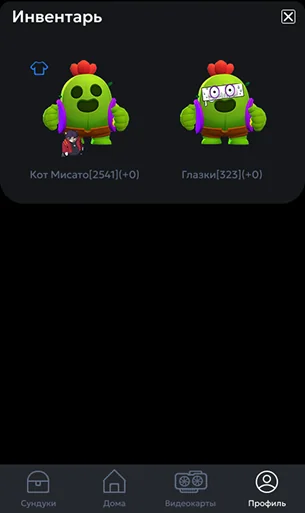 Инвентарь
Кот Мисато[2541](+0)
Глазки[323](+0)
Сундуки
Дома
Видеокарты
Профиль